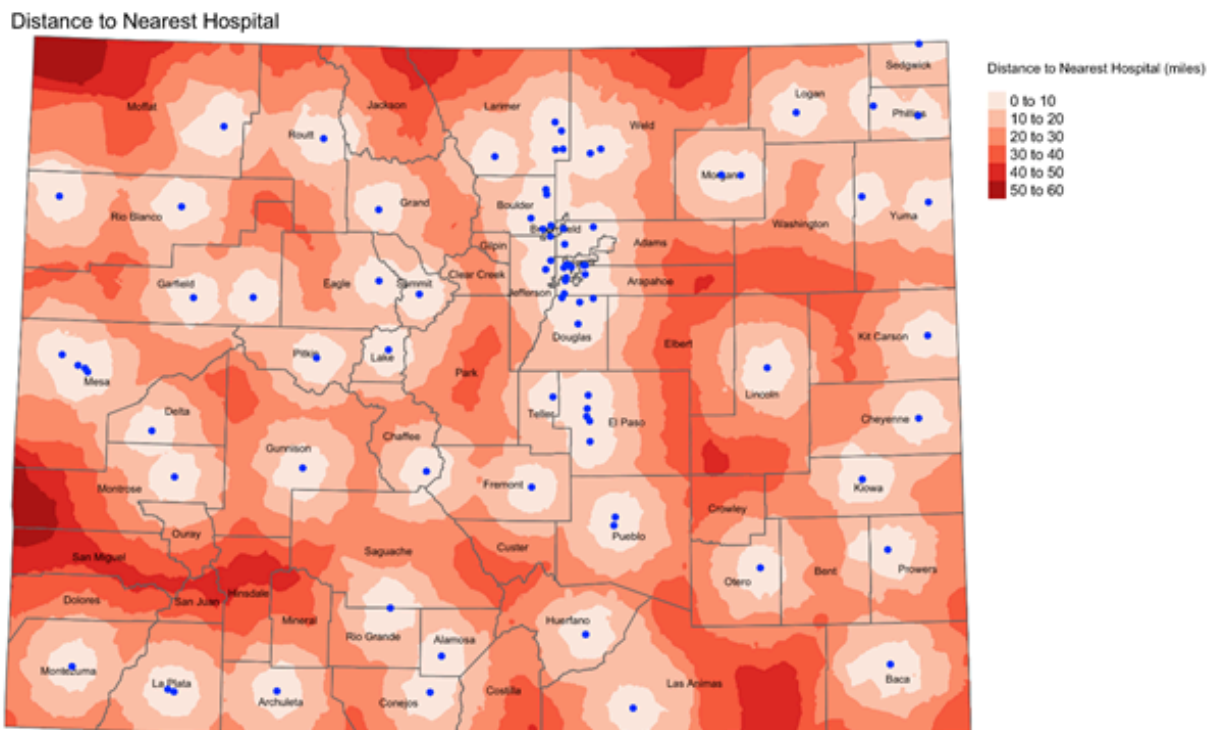 Distance to Nearest Hospital
Distance to Nearest Hospital (miles)
0 to 10
10 to 20
20 to 30
30 to 40
40 to 50
50 to 60
Sedgwick
Moffat
Jackson
Larimer
Weld
Logan
Phillips
Routt
Morgan
Rio Blanco
Grand
Boulder
Broomfield
Washington
Yuma
Gilpin
Adams
Garfield
Eagle
Summit
Clear Creek
Jefferson
Arapahoe
Douglas
Elbert
Kit Carson
Pitkin
Lake
Mesa
Park
Lincoln
Delta
Teller
El Paso
Cheyenne
Gunnison
Chaffee
Montrose
Fremont
Kiowa
Ouray
Crowley
Pueblo
San Miguel
Saguache
Custer
Otero
Bent
Prowers
Dolores
San Juan
Hinsdale
Mineral
Rio Grande
Alamosa
Huerfano
Montezuma
La Plata
Archuleta
Conejos
Costilla
Las Animas
Baca